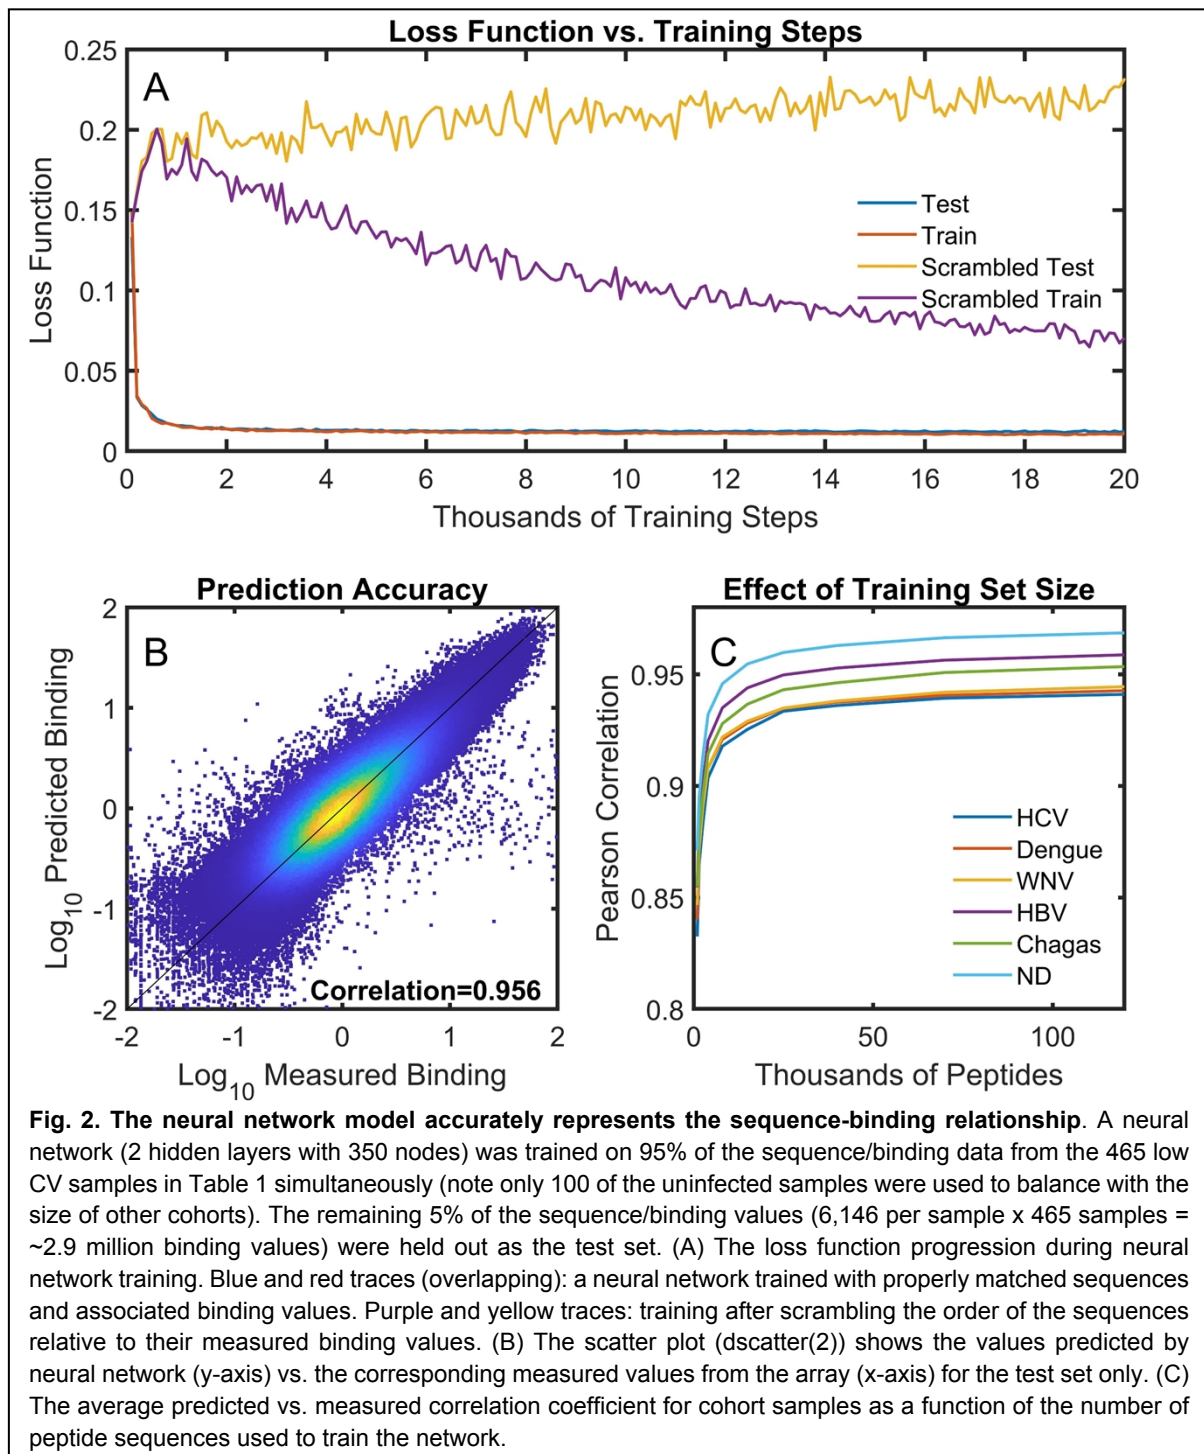 Loss Function vs. Training Steps
0.25
A
0.2
0.15
0.1
0.05
0
Loss Function
Test
Train
Scrambled Test
Scrambled Train
0 2 4 6 8 10 12 14 16 18 20
Thousands of Training Steps
Prediction Accuracy
2
B
1
0
-1
-2
Log10 Predicted Binding
Correlation=0.956
-2 -1 0 1 2
Log10 Measured Binding
Effect of Training Set Size
C
0.95
0.9
0.85
0.8
Pearson Correlation
HCV
Dengue
WNV
HBV
Chagas
ND
0 50 100
Thousands of Peptides
Fig. 2. The neural network model accurately represents the sequence-binding relationship. A neural
network (2 hidden layers with 350 nodes) was trained on 95% of the sequence/binding data from the 465 low
CV samples in Table 1 simultaneously (note only 100 of the uninfected samples were used to balance with the
size of other cohorts). The remaining 5% of the sequence/binding values (6,146 per sample x 465 samples =
~2.9 million binding values) were held out as the test set. (A) The loss function progression during neural
network training. Blue and red traces (overlapping): a neural network trained with properly matched sequences
and associated binding values. Purple and yellow traces: training after scrambling the order of the sequences
relative to their measured binding values. (B) The scatter plot (dscatter(2)) shows the values predicted by
neural network (y-axis) vs. the corresponding measured values from the array (x-axis) for the test set only. (C)
The average predicted vs. measured correlation coefficient for cohort samples as a function of the number of
peptide sequences used to train the network.